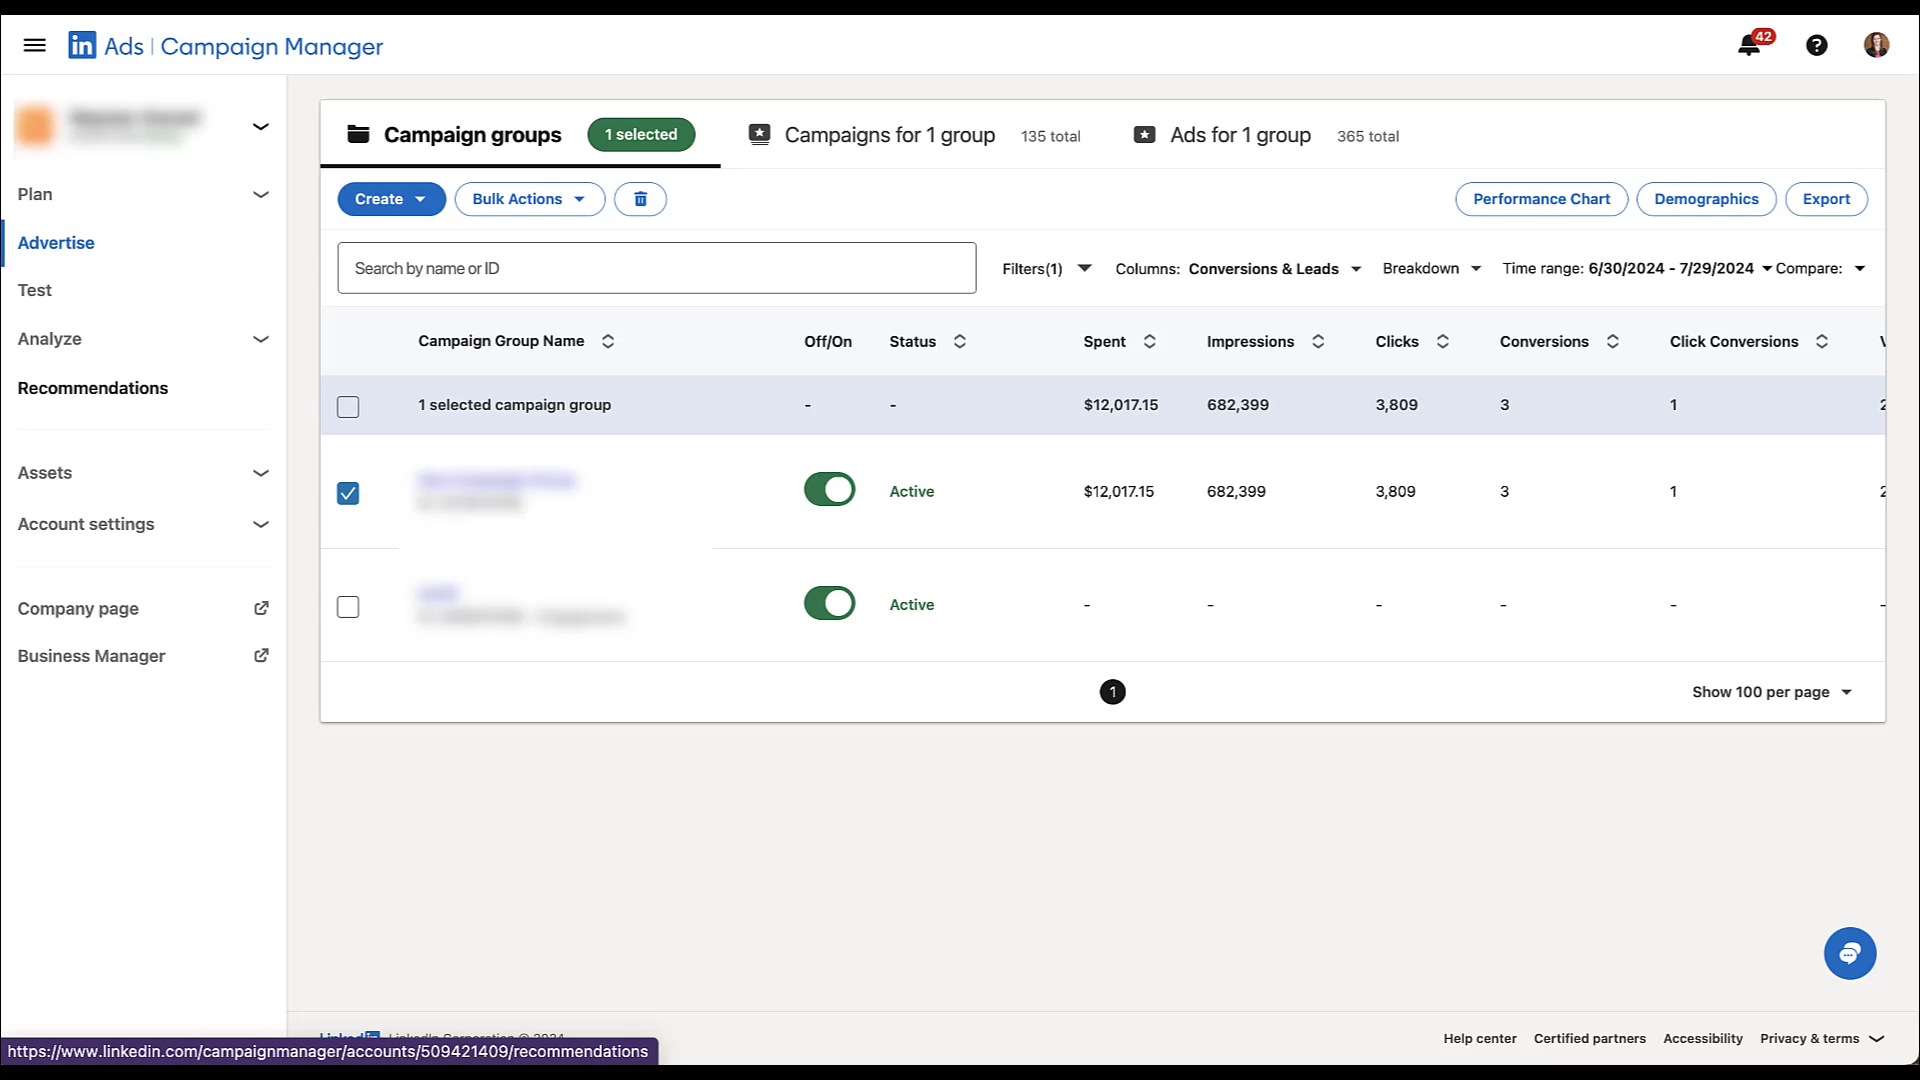 in Ads | Campaign Manager
42
Plan
Advertise
Test
Analyze
Recommendations
Assets
Account settings
Company page
Business Manager
Campaign groups 1 selected Campaigns for 1 group 135 total Ads for 1 group 365 total
Create Bulk Actions Performance Chart Demographics Export
Search by name or ID Filters(1) Columns: Conversions & Leads Breakdown Time range: 6/30/2024 - 7/29/2024 Compare:
Campaign Group Name Off/On Status Spent Impressions Clicks Conversions Click Conversions
1 selected campaign group - - $12,017.15 682,399 3,809 3 1
Active $12,017.15 682,399 3,809 3 1
Active - - - - - -
1 Show 100 per page
LinkedIn LinkedIn Corporation © 2024 Help center Certified partners Accessibility Privacy & terms
https://www.linkedin.com/campaignmanager/accounts/509421409/recommendations